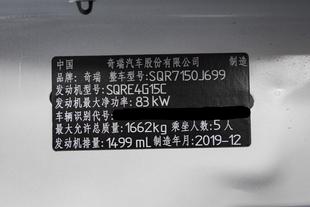 中国 奇瑞汽车股份有限公司 制造
品牌：奇瑞 整车型号：SQR7150J699
发动机型号：SQRE4G15C
发动机最大净功率：83 kW
车辆识别代号：
最大允许总质量：1662kg 乘坐人数：5 人
发动机排量：1499 mL 制造年月：2019-12